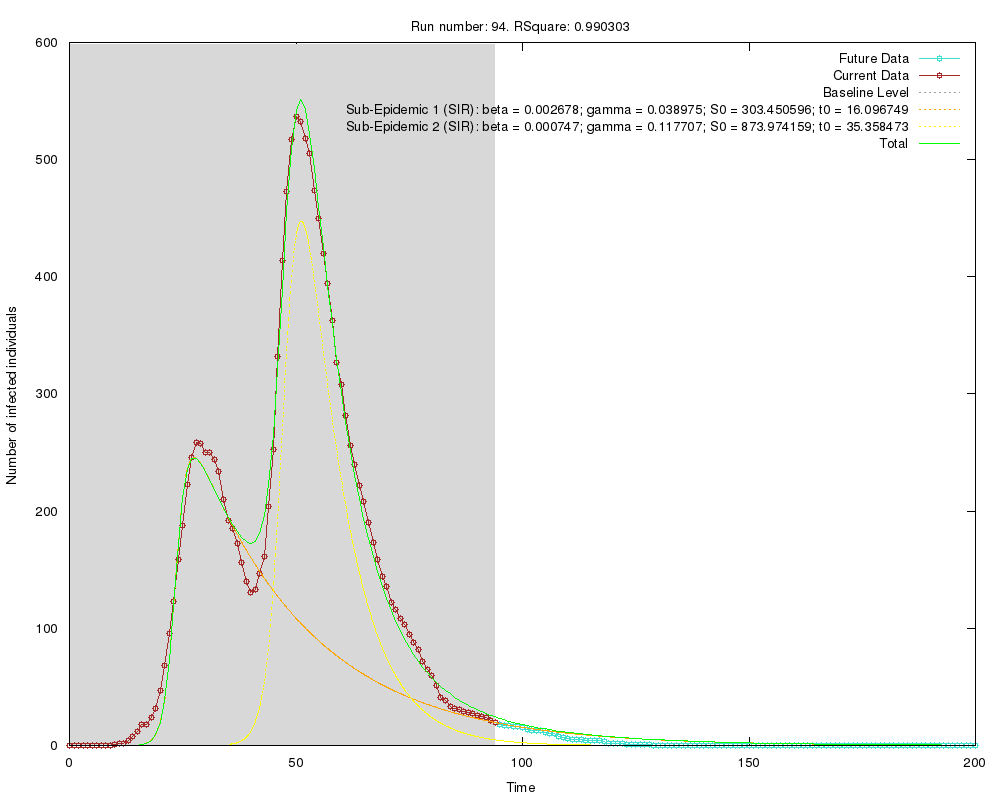 Run number: 94. RSquare: 0.990303
600
500
400
300
200
100
0
Number of infected individuals
Future Data
Current Data
Baseline Level
Sub-Epidemic 1 (SIR): beta = 0.002678; gamma = 0.038975; S0 = 303.450596; t0 = 16.096749
Sub-Epidemic 2 (SIR): beta = 0.000747; gamma = 0.117707; S0 = 873.974159; t0 = 35.358473
Total
0 50 100 150 200
Time